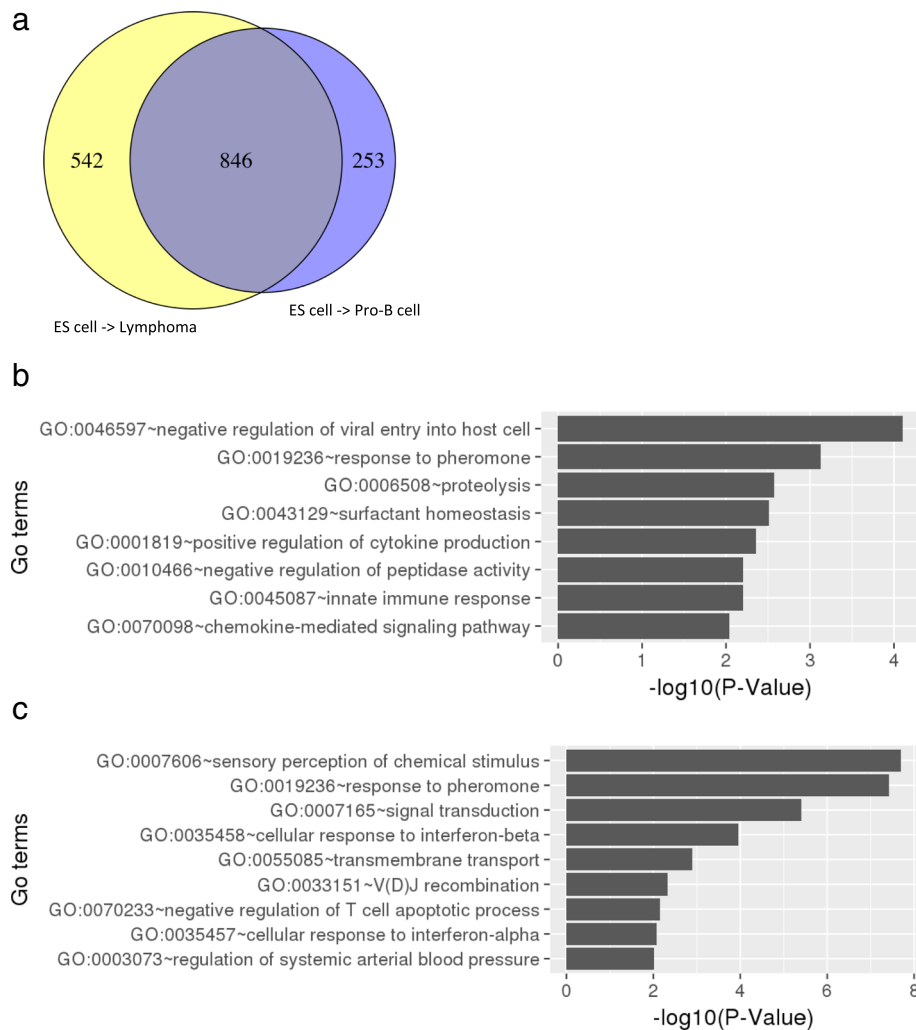 a
542
846
253
ES cell -> Pro-B cell
ES cell -> Lymphoma
b
Go terms
GO:0046597~negative regulation of viral entry into host cell
GO:0019236~response to pheromone
GO:0006508~proteolysis
GO:0043129~surfactant homeostasis
GO:0001819~positive regulation of cytokine production
GO:0010466~negative regulation of peptidase activity
GO:0045087~innate immune response
GO:0070098~chemokine-mediated signaling pathway
0 1 2 3 4
-log10(P-Value)
c
Go terms
GO:0007606~sensory perception of chemical stimulus
GO:0019236~response to pheromone
GO:0007165~signal transduction
GO:0035458~cellular response to interferon-beta
GO:0055085~transmembrane transport
GO:0033151~V(D)J recombination
GO:0070233~negative regulation of T cell apoptotic process
GO:0035457~cellular response to interferon-alpha
GO:0003073~regulation of systemic arterial blood pressure
0 2 4 6 8
-log10(P-Value)